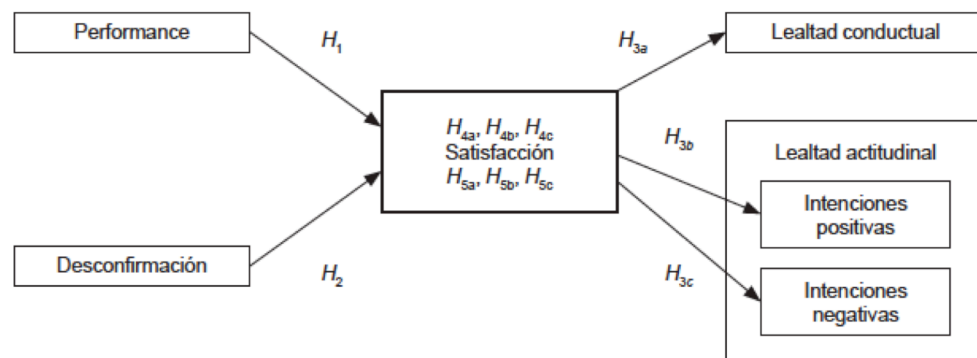 Performance
H1
H3a
Lealtad conductual
H4a, H4b, H4c
Satisfacción
H5a, H5b, H5c
H3b
Lealtad actitudinal
Intenciones
positivas
Desconfirmación
H2
H3c
Intenciones
negativas